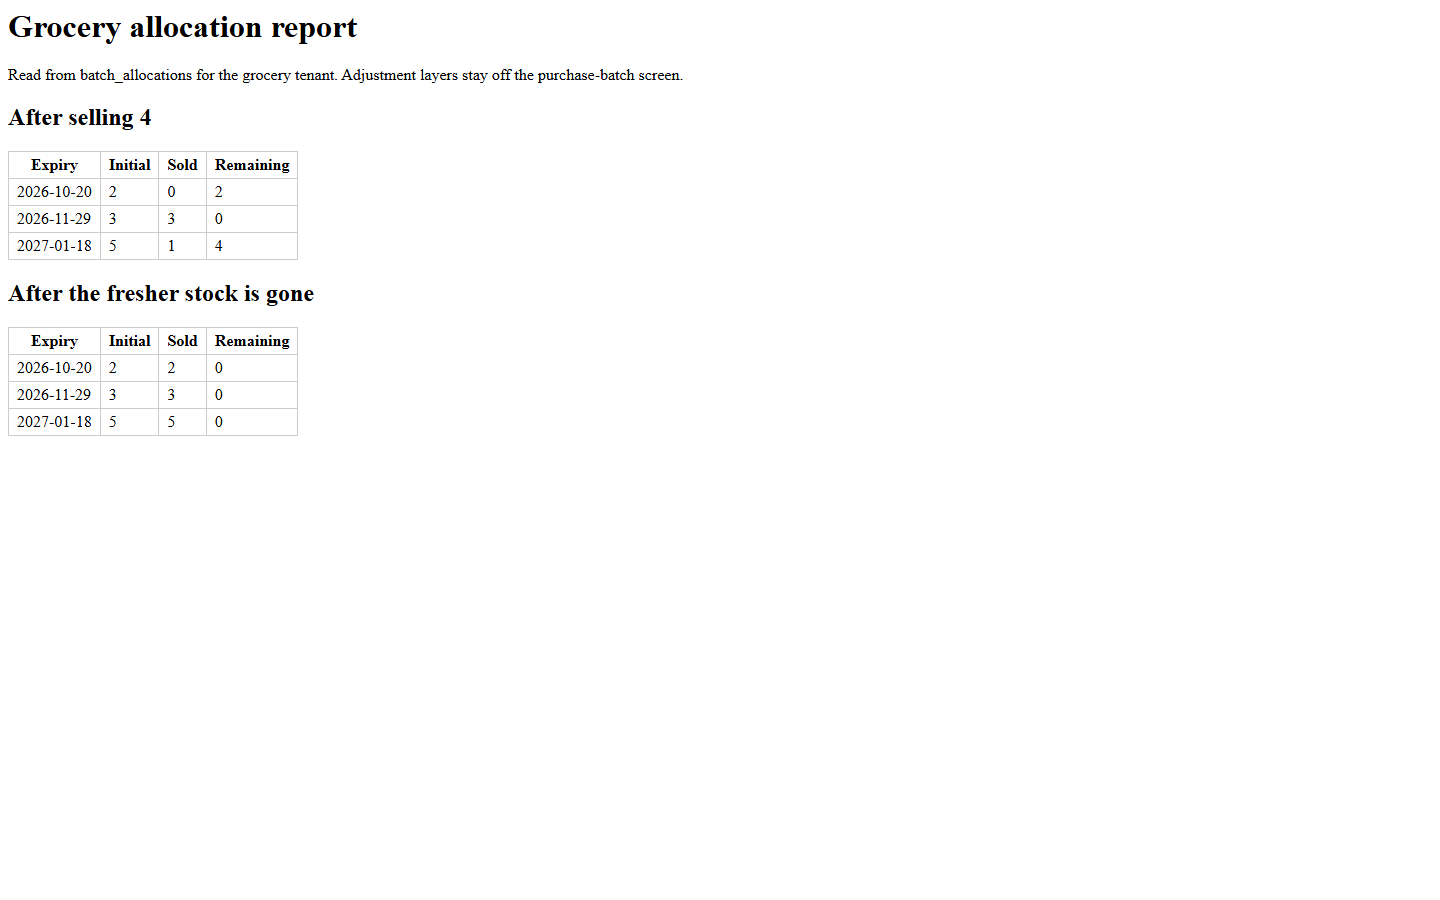 Grocery allocation report
Read from batch_allocations for the grocery tenant. Adjustment layers stay off the purchase-batch screen.
After selling 4
Expiry Initial Sold Remaining
2026-10-20 2 0 2
2026-11-29 3 3 0
2027-01-18 5 1 4
After the fresher stock is gone
Expiry Initial Sold Remaining
2026-10-20 2 2 0
2026-11-29 3 3 0
2027-01-18 5 5 0